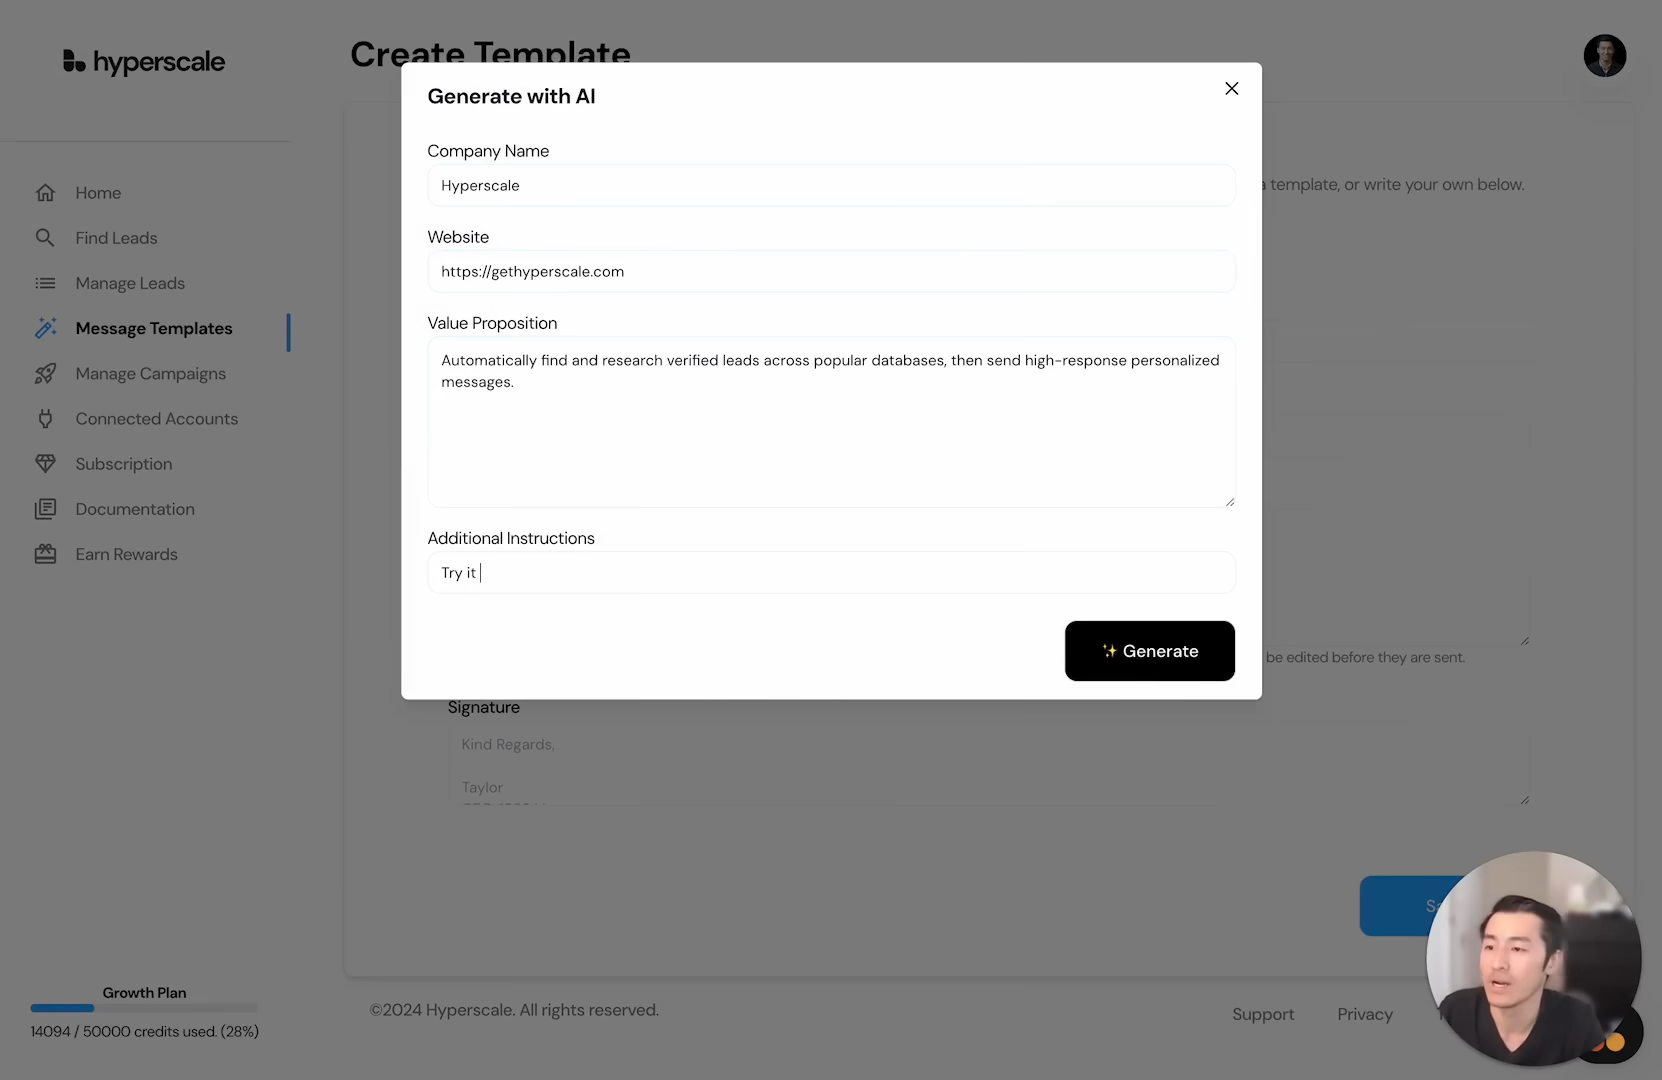 hyperscale
Create Template
Generate with AI
Company Name
Hyperscale
a template, or write your own below.
Home
Website
Find Leads
https://gethyperscale.com
Manage Leads
Value Proposition
Message Templates
Automatically find and research verified leads across popular databases, then send high-response personalized
messages.
Manage Campaigns
Connected Accounts
Subscription
Documentation
Additional Instructions
Earn Rewards
Try it
✨ Generate
be edited before they are sent.
Signature
Kind Regards,
Taylor
Growth Plan
14094 / 50000 credits used. (28%)
©2024 Hyperscale. All rights reserved.
Support
Privacy